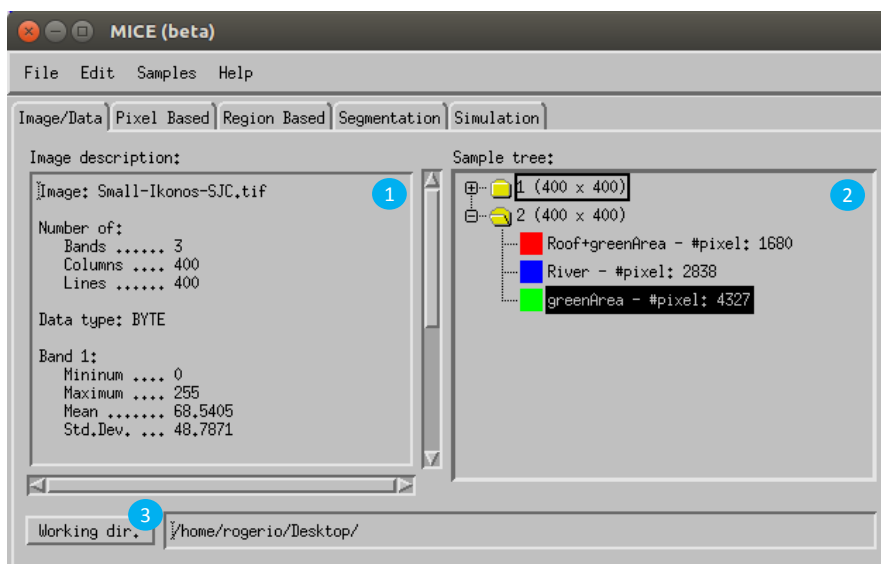 MICE (beta)
File Edit Samples Help
Image/Data Pixel Based Region Based Segmentation Simulation
Image description:
Image: Small-Ikonos-SJC.tif
1
Number of:
Bands ...... 3
Columns .... 400
Lines ...... 400
Data type: BYTE
Band 1:
Mininum .... 0
Maximum .... 255
Mean ....... 68.5405
Std.Dev. ... 48.7871
Sample tree:
1 (400 x 400)
2
2 (400 x 400)
Roof+greenArea - #pixel: 1680
River - #pixel: 2838
greenArea - #pixel: 4327
3
Working dir. /home/rogerio/Desktop/